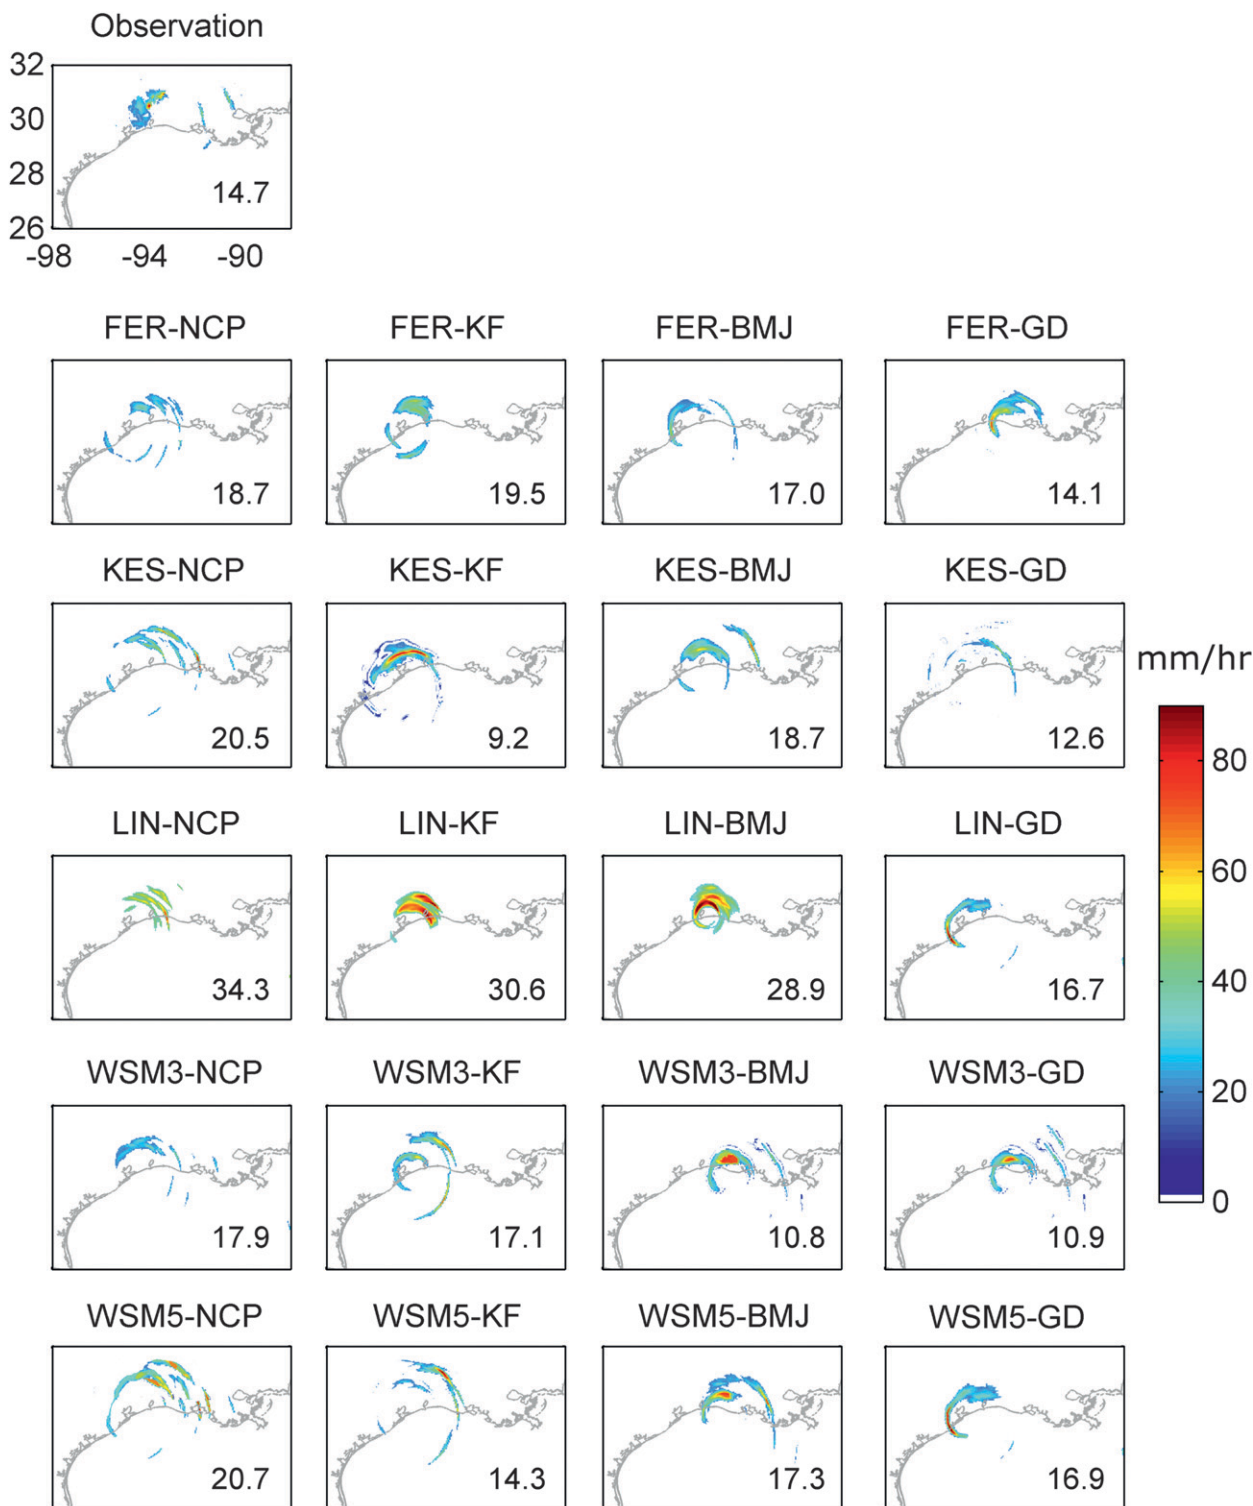 Observation
32
30
28
26
14.7
-98 -94 -90
FER-NCP FER-KF FER-BMJ FER-GD
18.7 19.5 17.0 14.1
KES-NCP KES-KF KES-BMJ KES-GD
20.5 9.2 18.7 12.6
mm/hr
80
60
40
20
0
LIN-NCP LIN-KF LIN-BMJ LIN-GD
34.3 30.6 28.9 16.7
WSM3-NCP WSM3-KF WSM3-BMJ WSM3-GD
17.9 17.1 10.8 10.9
WSM5-NCP WSM5-KF WSM5-BMJ WSM5-GD
20.7 14.3 17.3 16.9